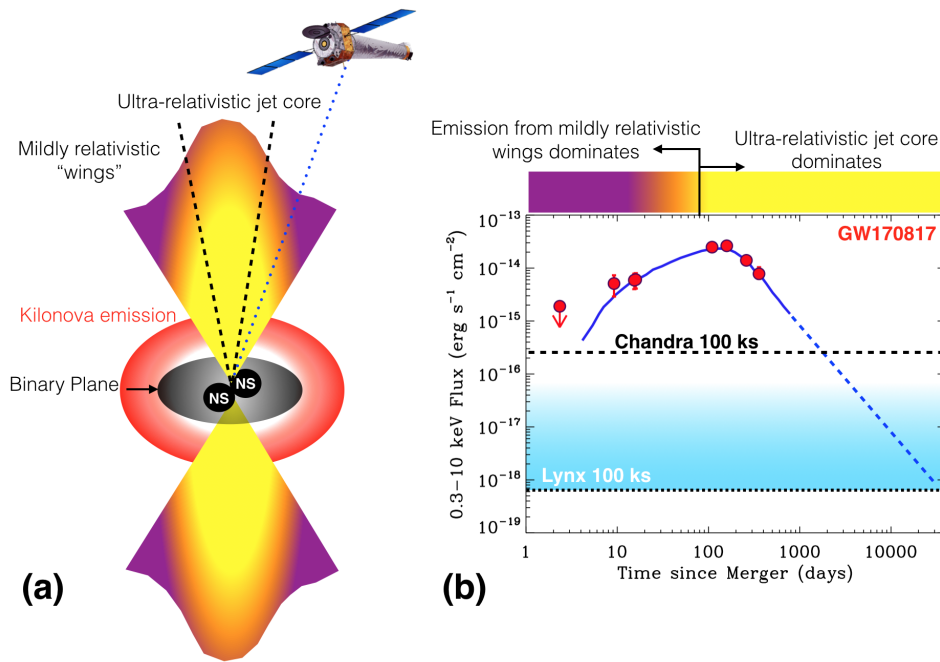 Ultra-relativistic jet core
Mildly relativistic
“wings”
Kilonova emission
Binary Plane
NS
NS
(a)
Emission from mildly relativistic
wings dominates
Ultra-relativistic jet core
dominates
GW170817
10⁻¹³
10⁻¹⁴
10⁻¹⁵
10⁻¹⁶
10⁻¹⁷
10⁻¹⁸
10⁻¹⁹
0.3–10 keV Flux (erg s⁻¹ cm⁻²)
Chandra 100 ks
Lynx 100 ks
1
10
100
1000
10000
Time since Merger (days)
(b)